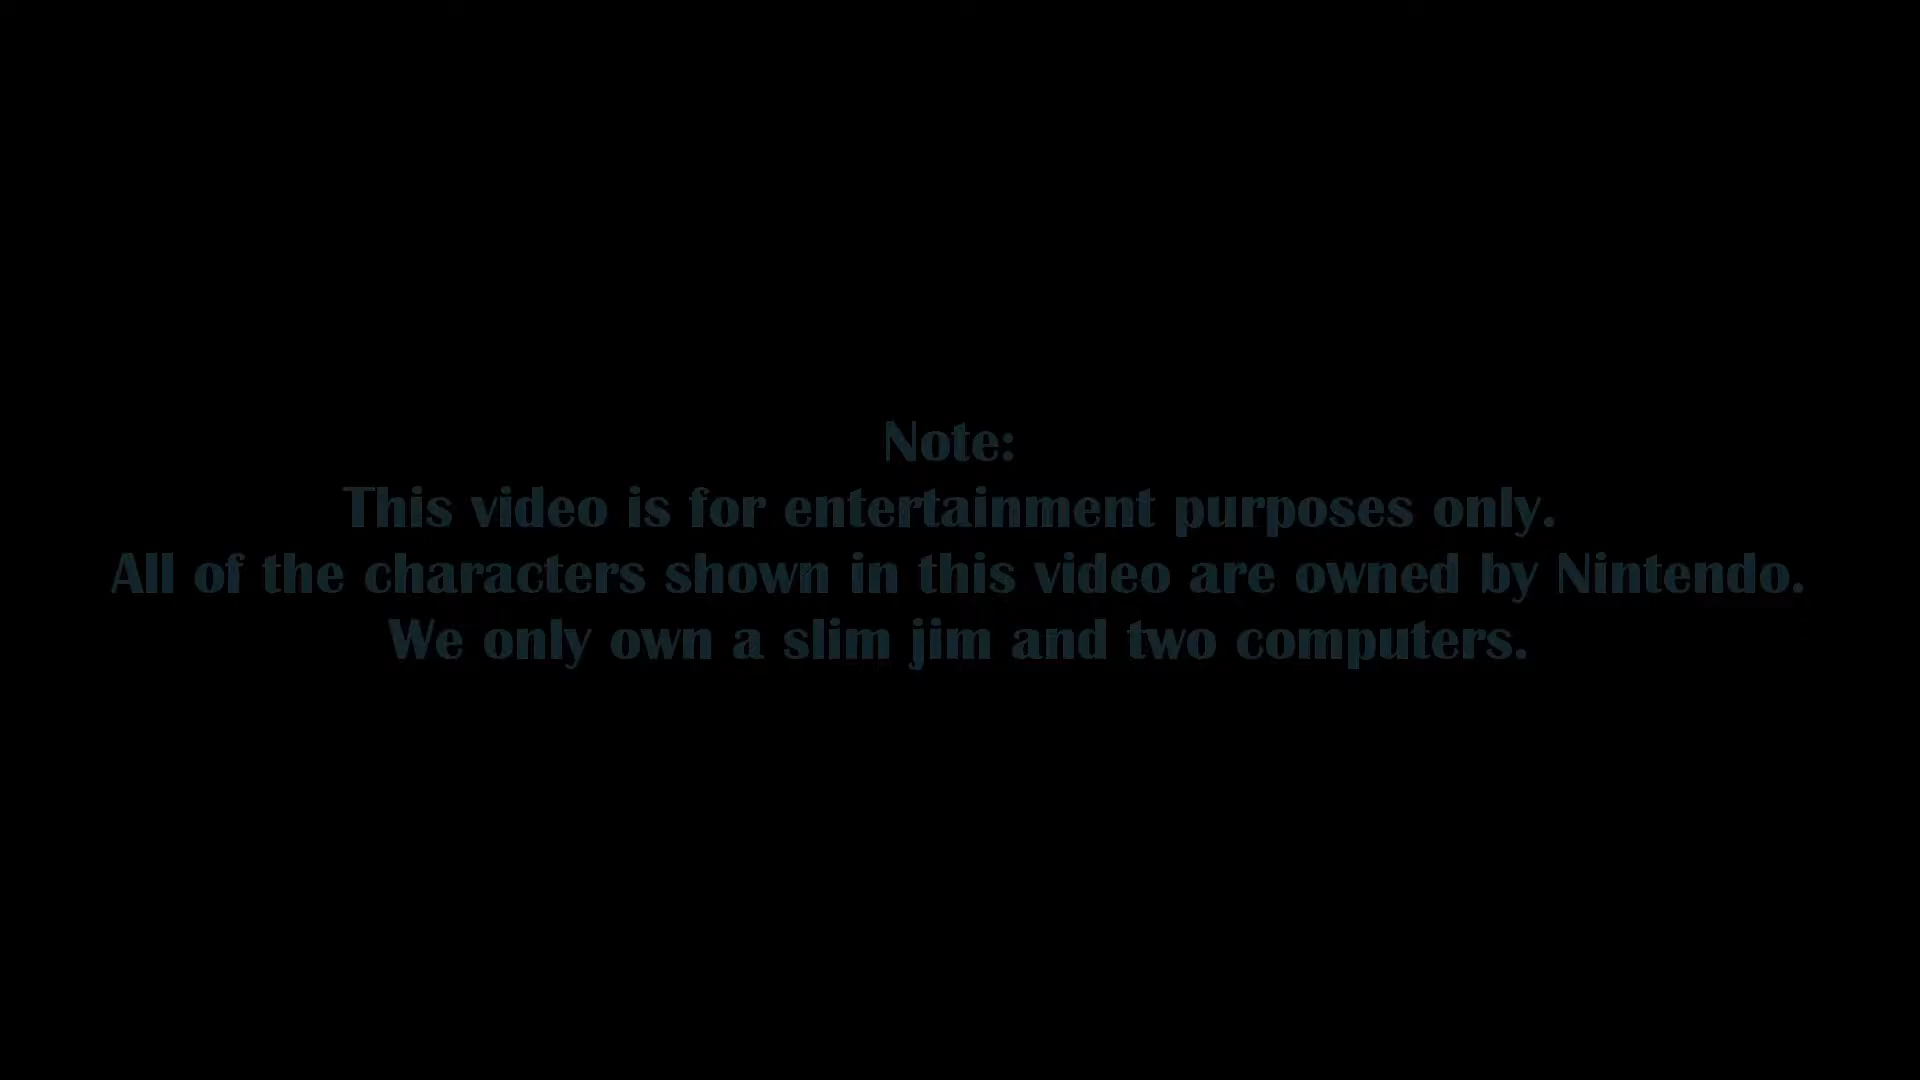 Note:
This video is for entertainment purposes only.
All of the characters shown in this video are owned by Nintendo.
We only own a slim jim and two computers.